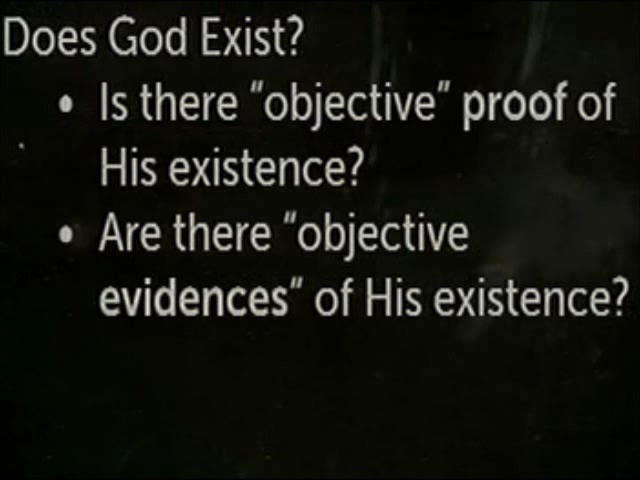 Does God Exist?
• Is there "objective" proof of
His existence?
• Are there "objective
evidences" of His existence?